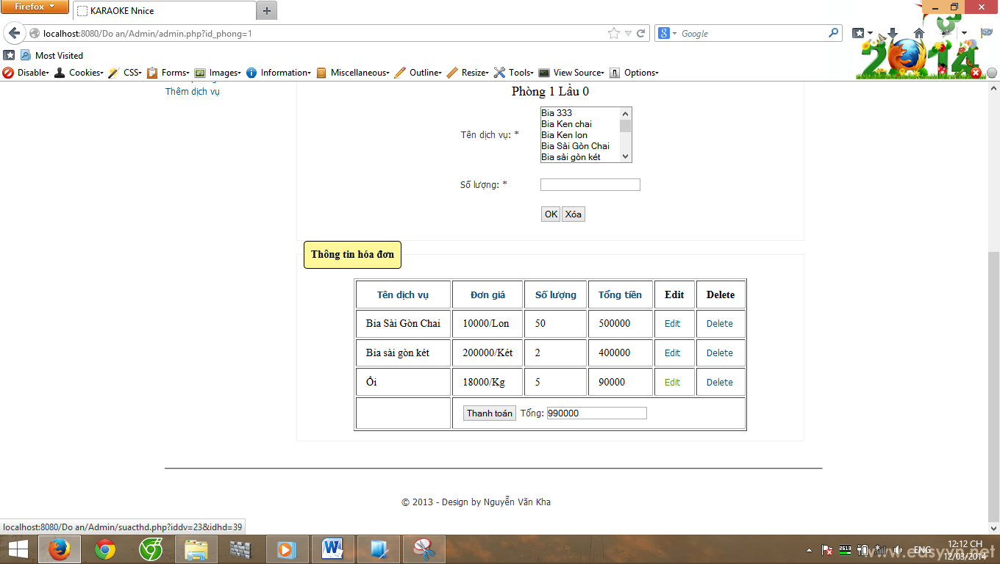 Firefox
KARAOKE Nnice
localhost:8080/Do an/Admin/admin.php?id_phong=1
Google
Most Visited
Disable Cookies CSS Forms Images Information Miscellaneous Outline Resize Tools View Source Options
2014
Thêm dịch vụ
Phòng 1 Lầu 0
Tên dịch vụ: *
Bia 333
Bia Ken chai
Bia Ken lon
Bia Sài Gòn Chai
Bia sài gòn két
Số lượng: *
OK Xóa
Thông tin hóa đơn
Tên dịch vụ Đơn giá Số lượng Tổng tiền Edit Delete
Bia Sài Gòn Chai 10000/Lon 50 500000 Edit Delete
Bia sài gòn két 200000/Két 2 400000 Edit Delete
Ổi 18000/Kg 5 90000 Edit Delete
Thanh toán Tổng: 990000
© 2013 - Design by Nguyễn Văn Kha
localhost:8080/Do an/Admin/suacthd.php?iddv=23&idhd=39
2613 ENG 12:12 CH
12/03/2014
www.easyvn.net